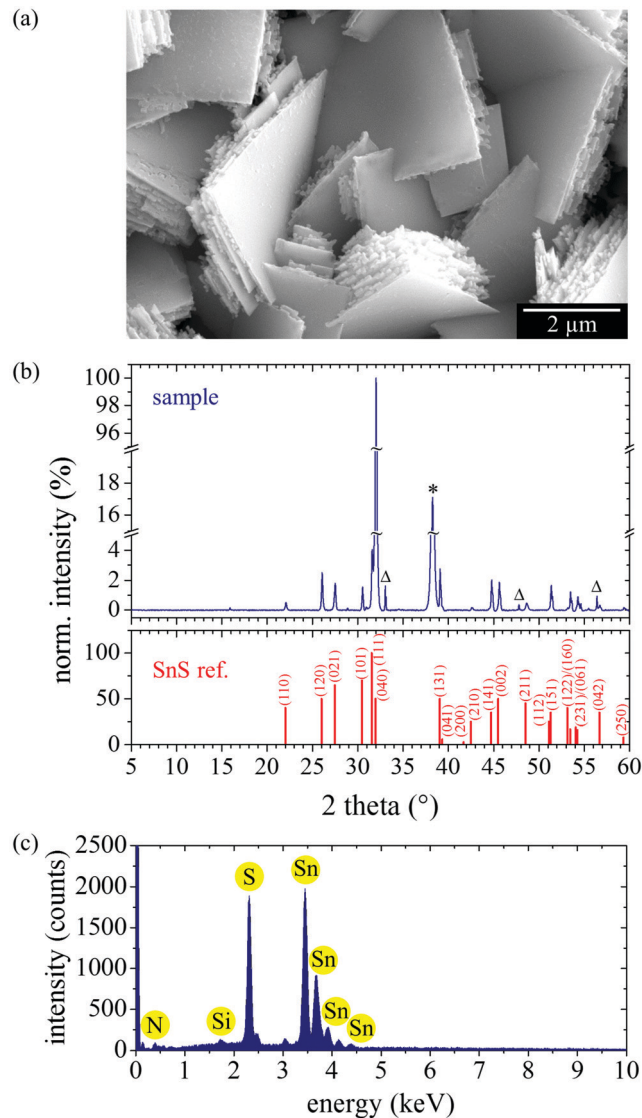 (a)
2 µm
(b)
norm. intensity (%)
100
98
96
18
16
4
2
0
sample
~
*
~
~
Δ
Δ
Δ
100
50
0
SnS ref.
(110)
(120)
(021)
(101)
(111)
(040)
(131)
(041)
(200)
(210)
(141)
(002)
(211)
(112)
(151)
(122)/(160)
(231)/(061)
(042)
(250)
5 10 15 20 25 30 35 40 45 50 55 60
2 theta (°)
(c)
intensity (counts)
2500
2000
1500
1000
500
0
N
Si
S
Sn
Sn
Sn
Sn
0 1 2 3 4 5 6 7 8 9 10
energy (keV)